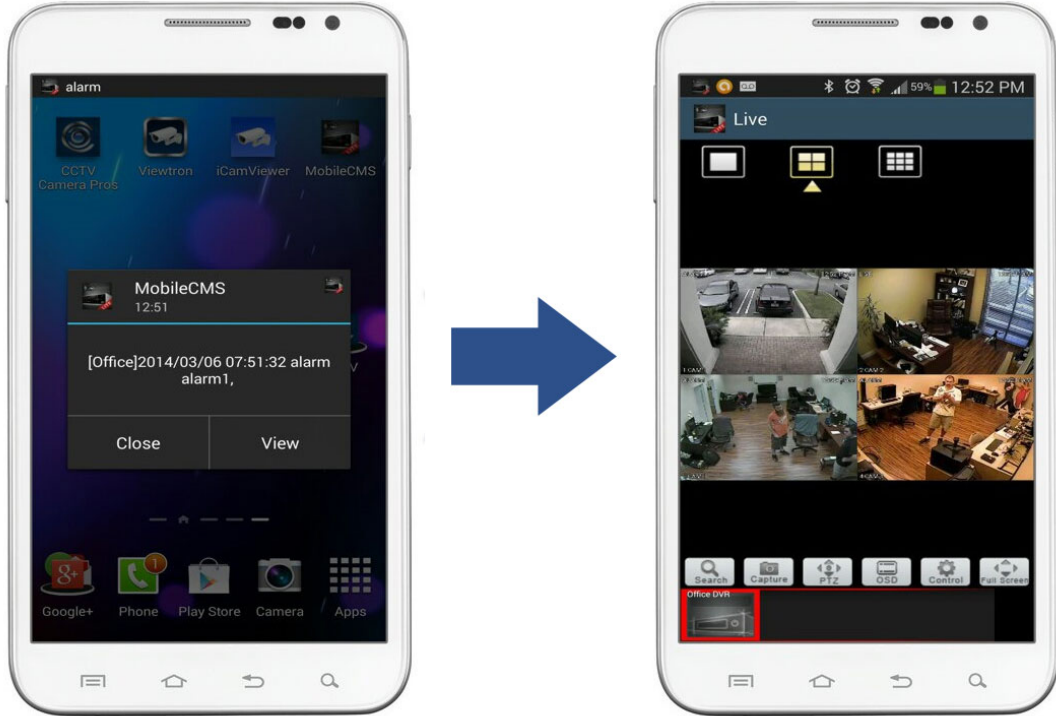 alarm
CCTV
Camera Pros
Viewtron
iCamViewer
MobileCMS
MobileCMS
12:51
[Office]2014/03/06 07:51:32 alarm
alarm1,
Close
View
8+
1
Google+
Phone
Play Store
Camera
Apps
59%
12:52 PM
Live
Search
Capture
PTZ
OSD
Control
Full Screen
Office DVR